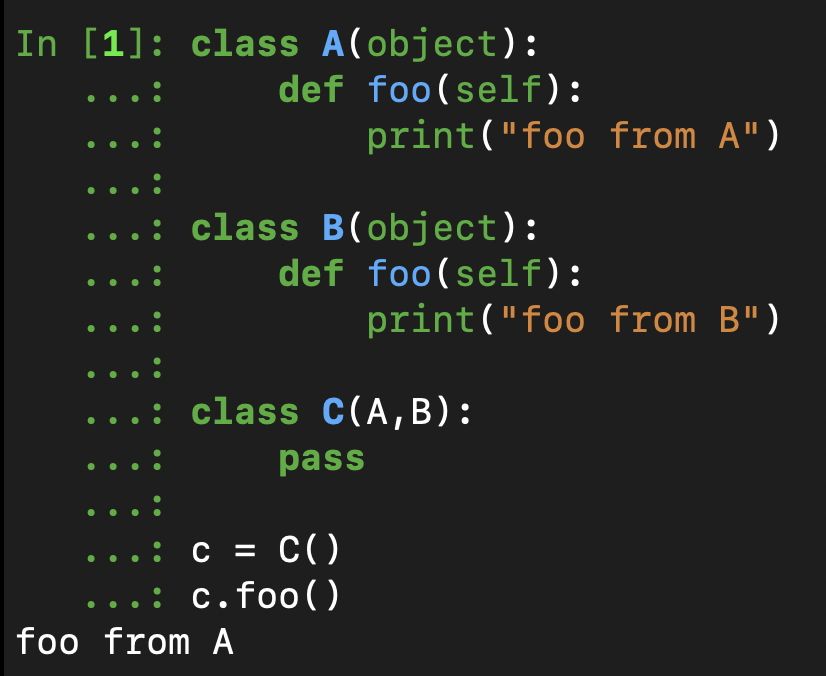 In [1]: class A(object):
   ...:     def foo(self):
   ...:         print("foo from A")
   ...:
   ...: class B(object):
   ...:     def foo(self):
   ...:         print("foo from B")
   ...:
   ...: class C(A,B):
   ...:     pass
   ...:
   ...: c = C()
   ...: c.foo()
foo from A